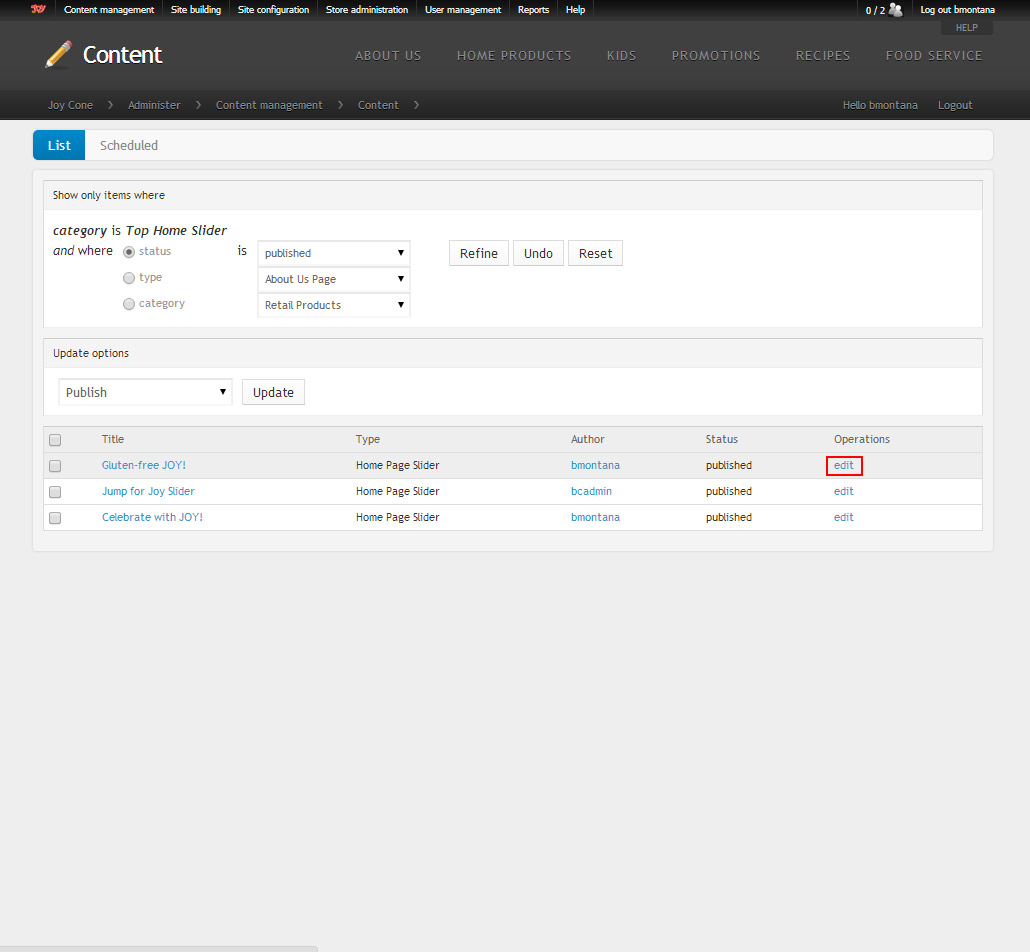 JOY Content management Site building Site configuration Store administration User management Reports Help 0 / 2 Log out bmontana
HELP
Content ABOUT US HOME PRODUCTS KIDS PROMOTIONS RECIPES FOOD SERVICE
Joy Cone Administer Content management Content Hello bmontana Logout
List Scheduled
Show only items where
category is Top Home Slider
and where status is published Refine Undo Reset
type About Us Page
category Retail Products
Update options
Publish Update
Title Type Author Status Operations
Gluten-free JOY! Home Page Slider bmontana published edit
Jump for Joy Slider Home Page Slider bcadmin published edit
Celebrate with JOY! Home Page Slider bmontana published edit